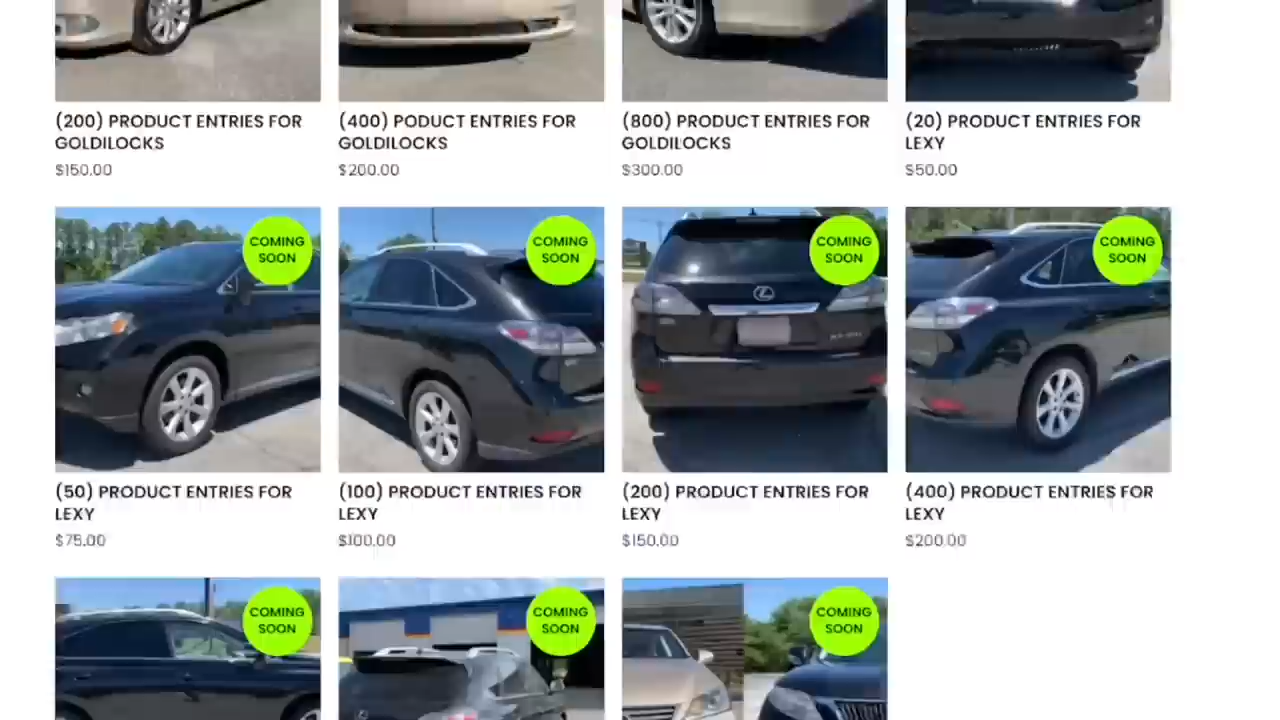 (200) PRODUCT ENTRIES FOR
GOLDILOCKS
$150.00
(400) PODUCT ENTRIES FOR
GOLDILOCKS
$200.00
(800) PRODUCT ENTRIES FOR
GOLDILOCKS
$300.00
(20) PRODUCT ENTRIES FOR
LEXY
$50.00
COMING
SOON
(50) PRODUCT ENTRIES FOR
LEXY
$75.00
COMING
SOON
(100) PRODUCT ENTRIES FOR
LEXY
$100.00
COMING
SOON
(200) PRODUCT ENTRIES FOR
LEXY
$150.00
COMING
SOON
(400) PRODUCT ENTRIES FOR
LEXY
$200.00
COMING
SOON
COMING
SOON
COMING
SOON